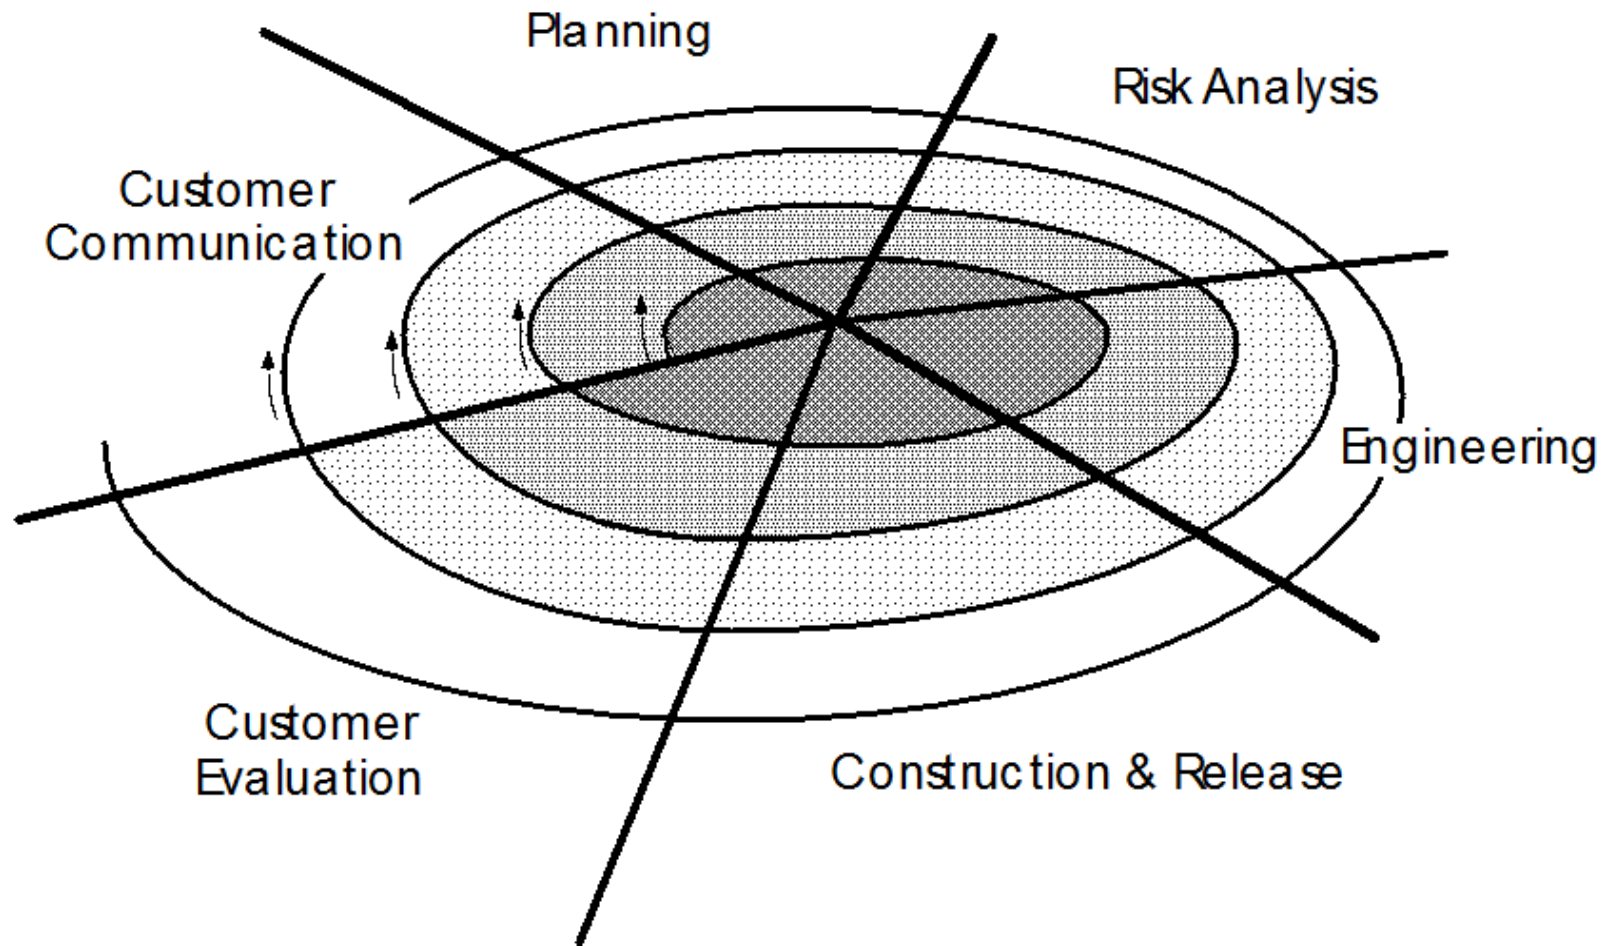 Planning
Risk Analysis
Customer
Communication
Engineering
Customer
Evaluation
Construction & Release